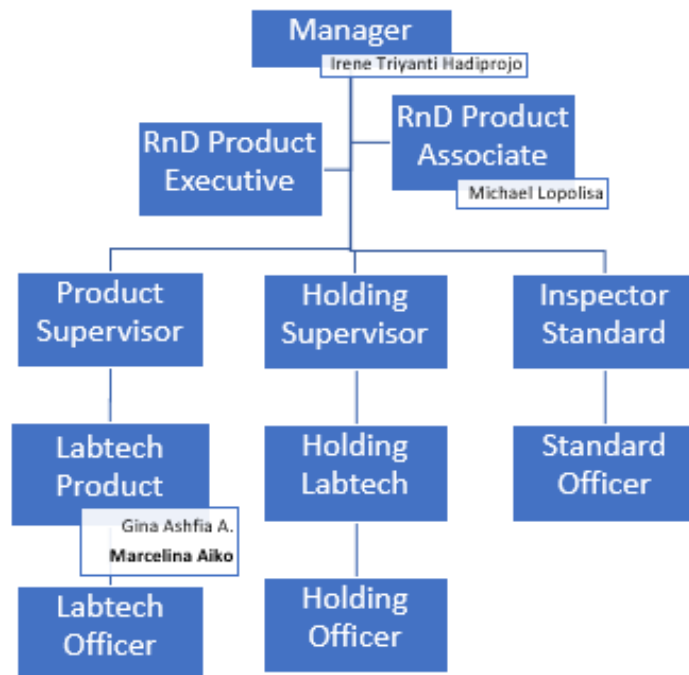 Manager
Irene Triyanti Hadiprojo
RnD Product
Executive
RnD Product
Associate
Michael Lopolisa
Product
Supervisor
Holding
Supervisor
Inspector
Standard
Labtech
Product
Gina Ashfia A.
Marcelina Aiko
Holding
Labtech
Standard
Officer
Labtech
Officer
Holding
Officer